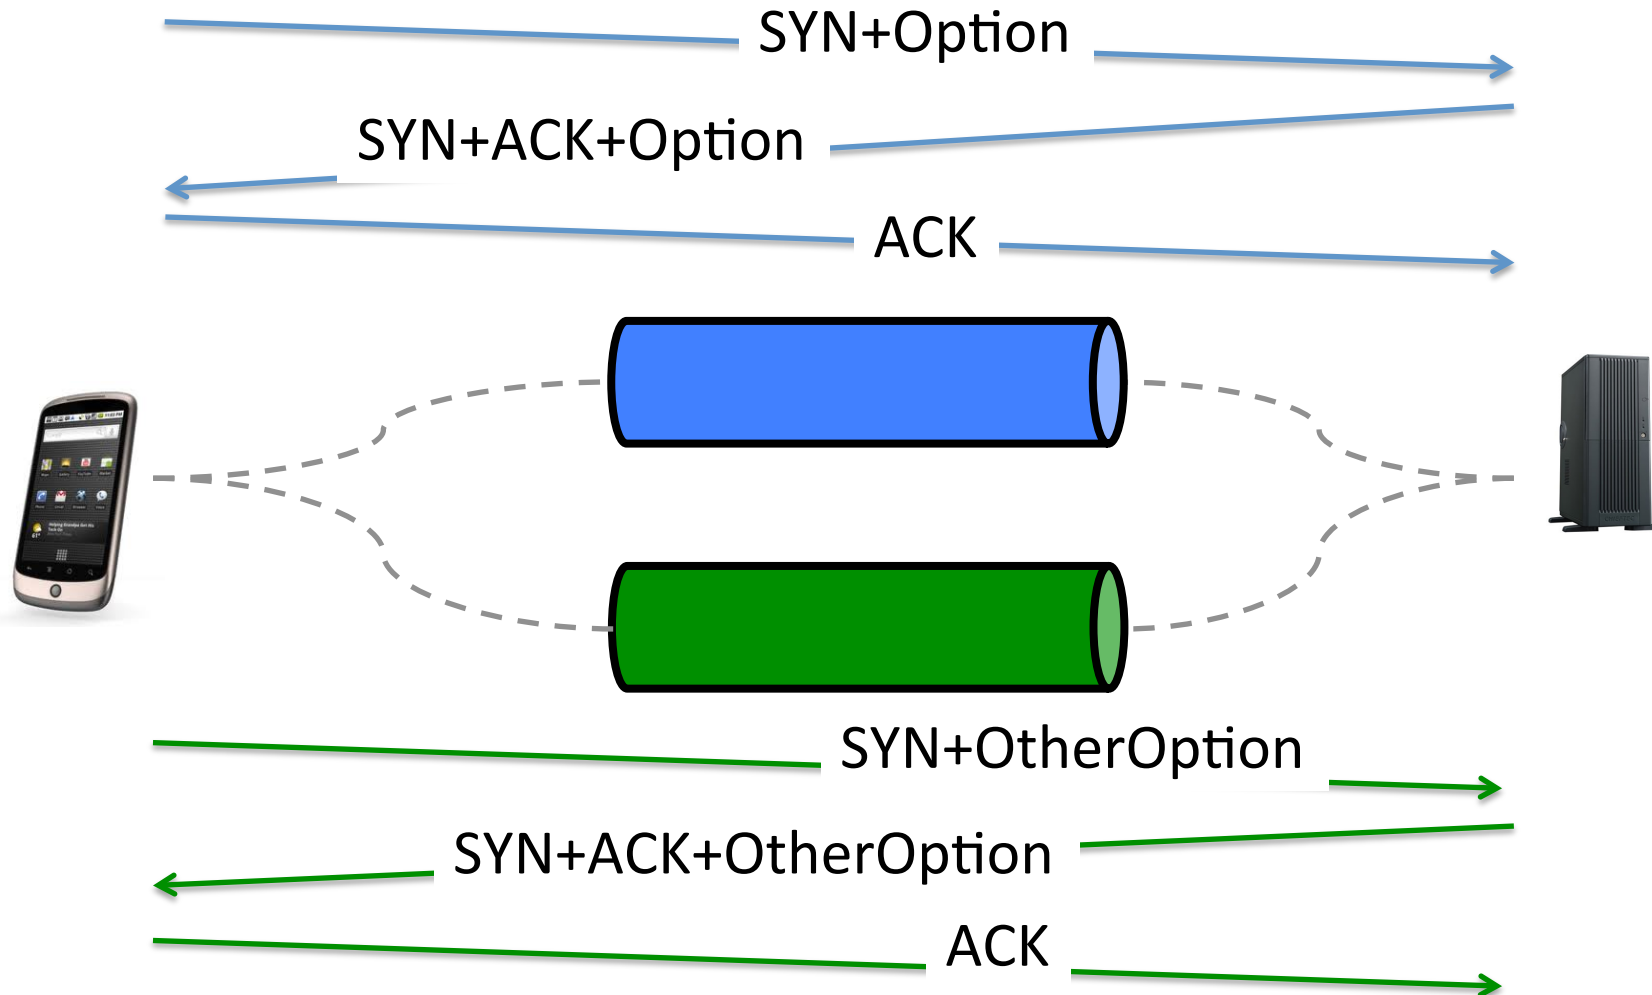 SYN+Option
SYN+ACK+Option
ACK
SYN+OtherOption
SYN+ACK+OtherOption
ACK